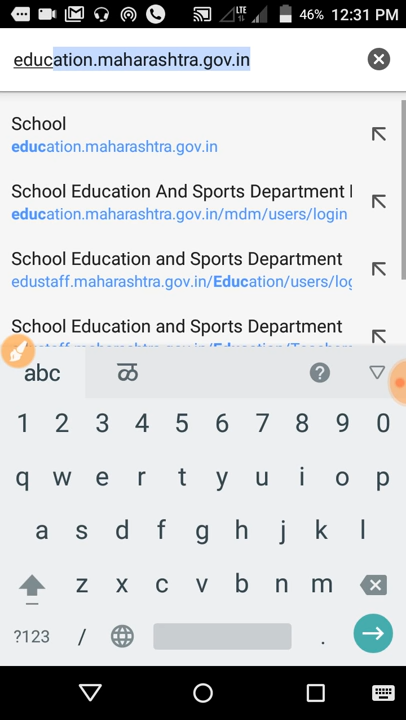 LTE 46% 12:31 PM
education.maharashtra.gov.in
School
education.maharashtra.gov.in
School Education And Sports Department
education.maharashtra.gov.in/mdm/users/login
School Education and Sports Department
edustaff.maharashtra.gov.in/Education/users/log
School Education and Sports Department
abc ळ ?
1 2 3 4 5 6 7 8 9 0
q w e r t y u i o p
a s d f g h j k l
z x c v b n m
?123 / .